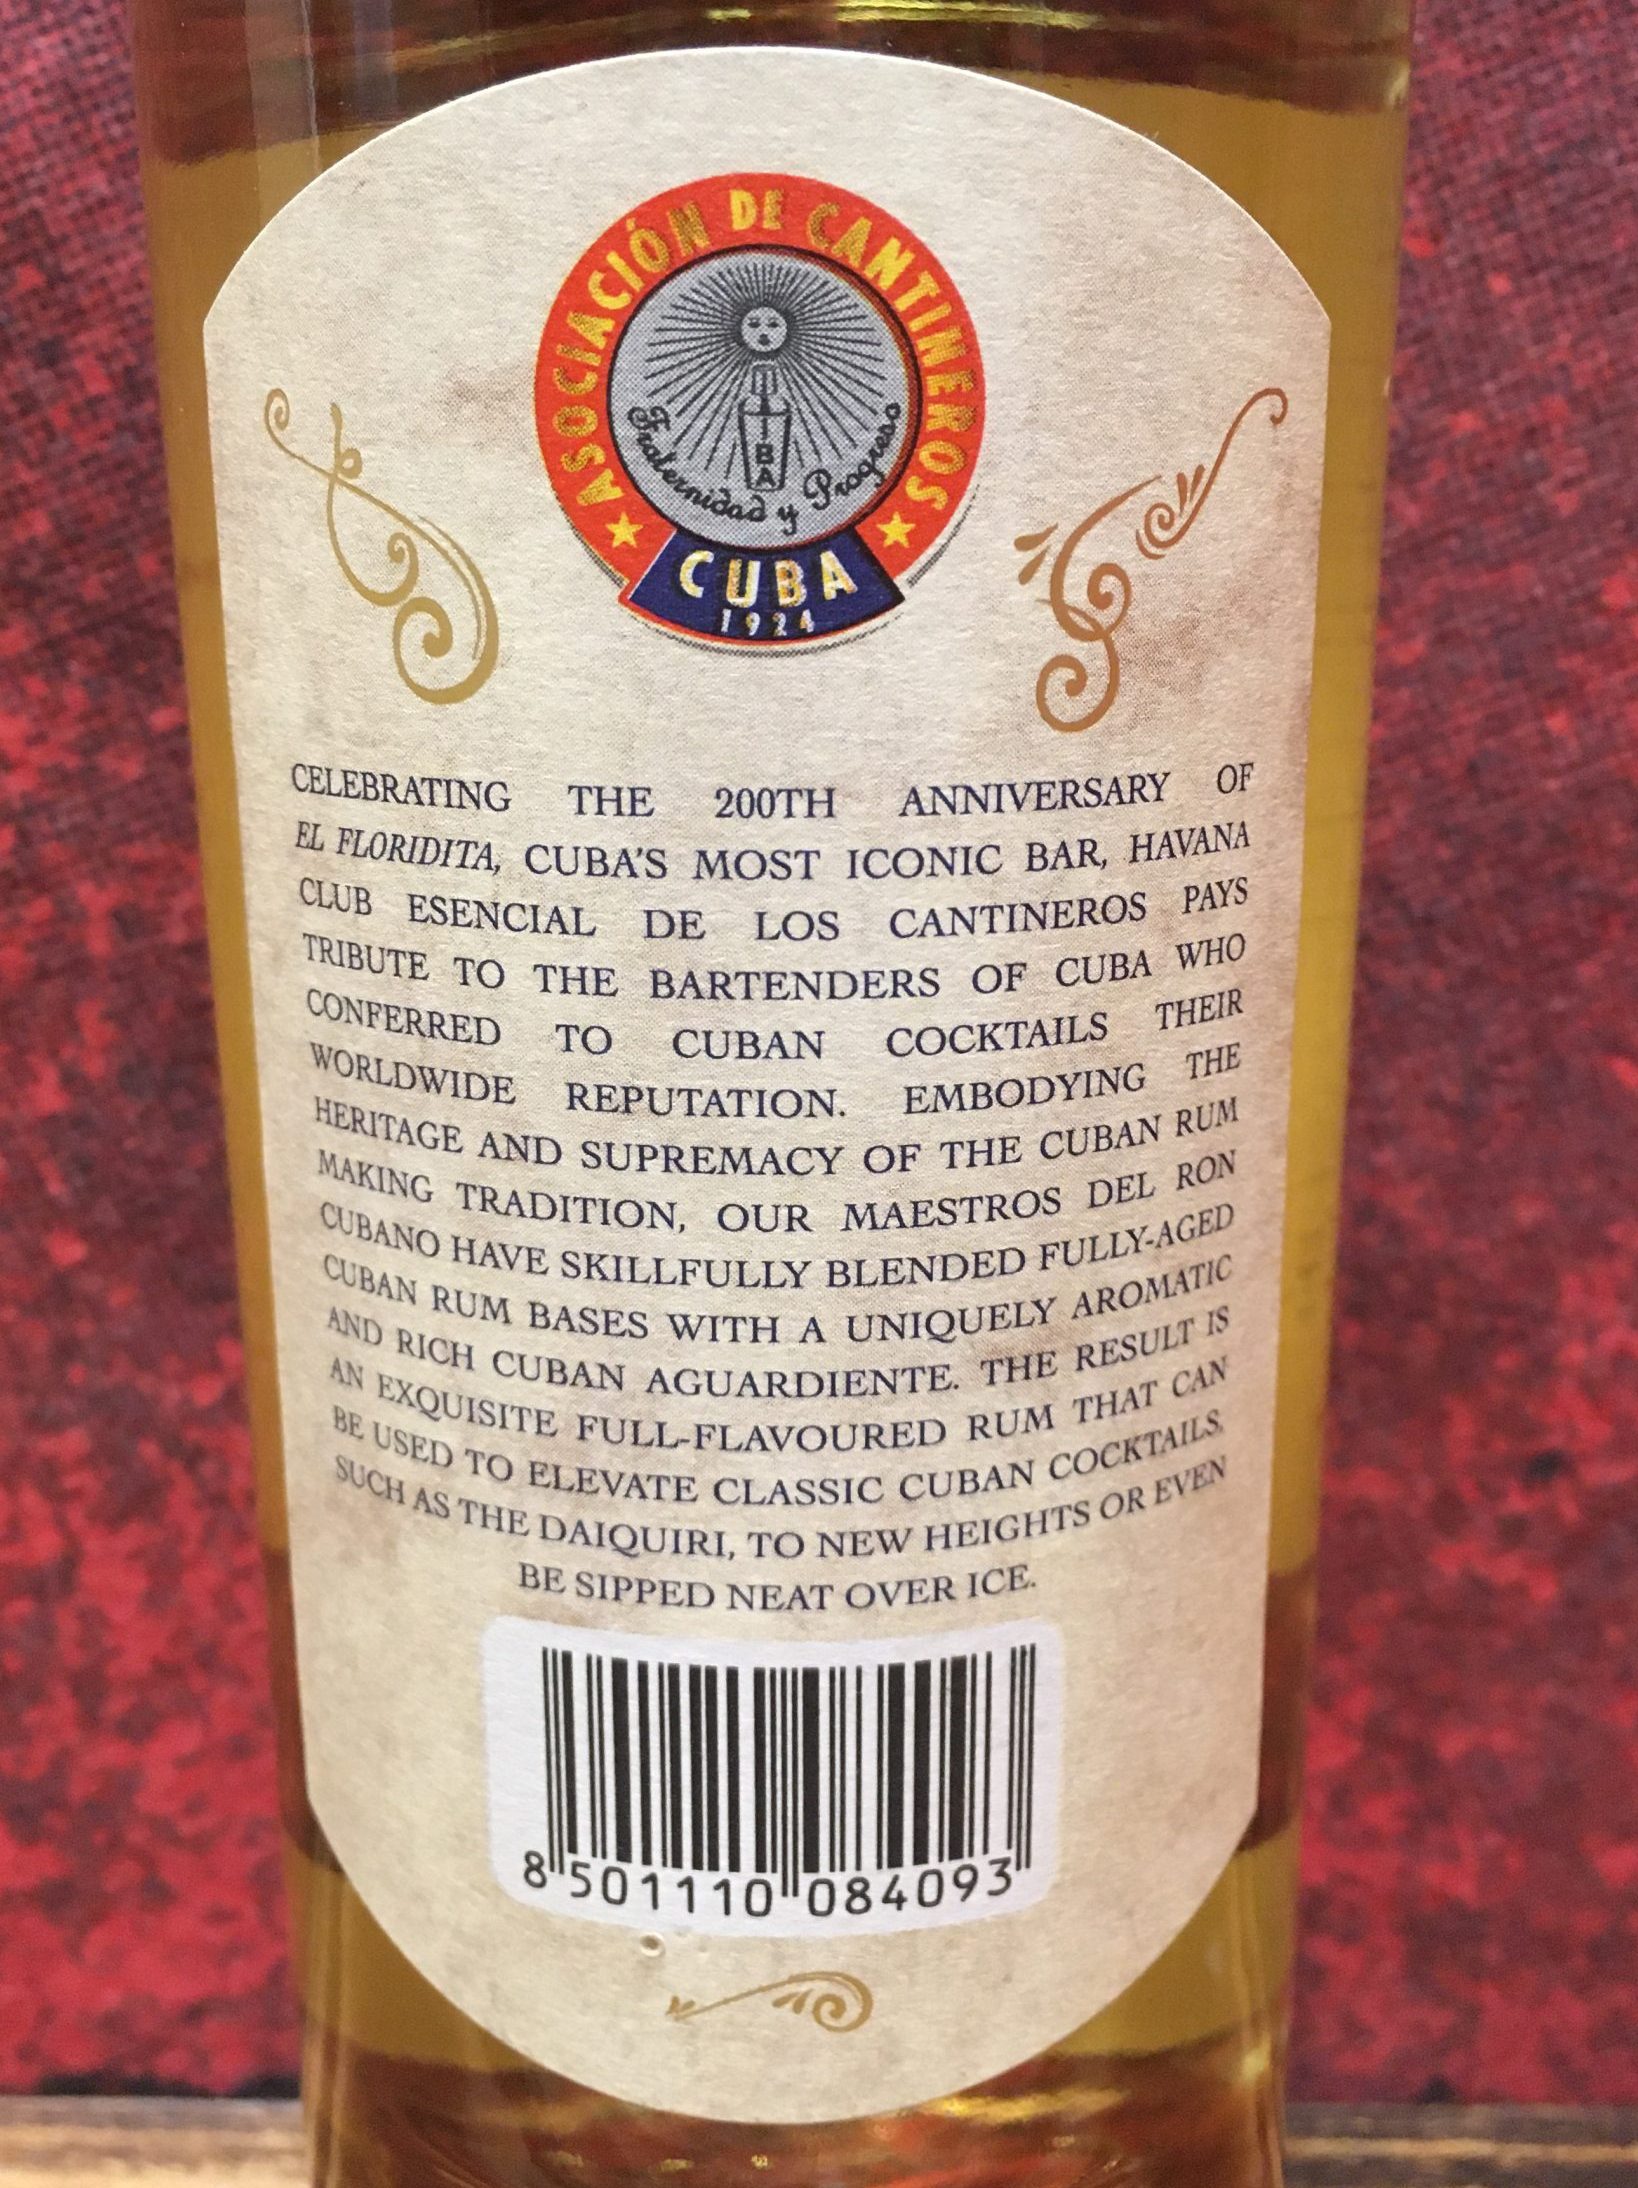 ASOCIACIÓN DE CANTINEROS
Fraternidad y Progreso
BA
CUBA
1924
CELEBRATING THE 200TH ANNIVERSARY OF
EL FLORIDITA, CUBA'S MOST ICONIC BAR, HAVANA
CLUB ESENCIAL DE LOS CANTINEROS PAYS
TRIBUTE TO THE BARTENDERS OF CUBA WHO
CONFERRED TO CUBAN COCKTAILS THEIR
WORLDWIDE REPUTATION. EMBODYING THE
HERITAGE AND SUPREMACY OF THE CUBAN RUM
MAKING TRADITION, OUR MAESTROS DEL RON
CUBANO HAVE SKILLFULLY BLENDED FULLY-AGED
CUBAN RUM BASES WITH A UNIQUELY AROMATIC
AND RICH CUBAN AGUARDIENTE. THE RESULT IS
AN EXQUISITE FULL-FLAVOURED RUM THAT CAN
BE USED TO ELEVATE CLASSIC CUBAN COCKTAILS,
SUCH AS THE DAIQUIRI, TO NEW HEIGHTS OR EVEN
BE SIPPED NEAT OVER ICE.
8 501110 084093